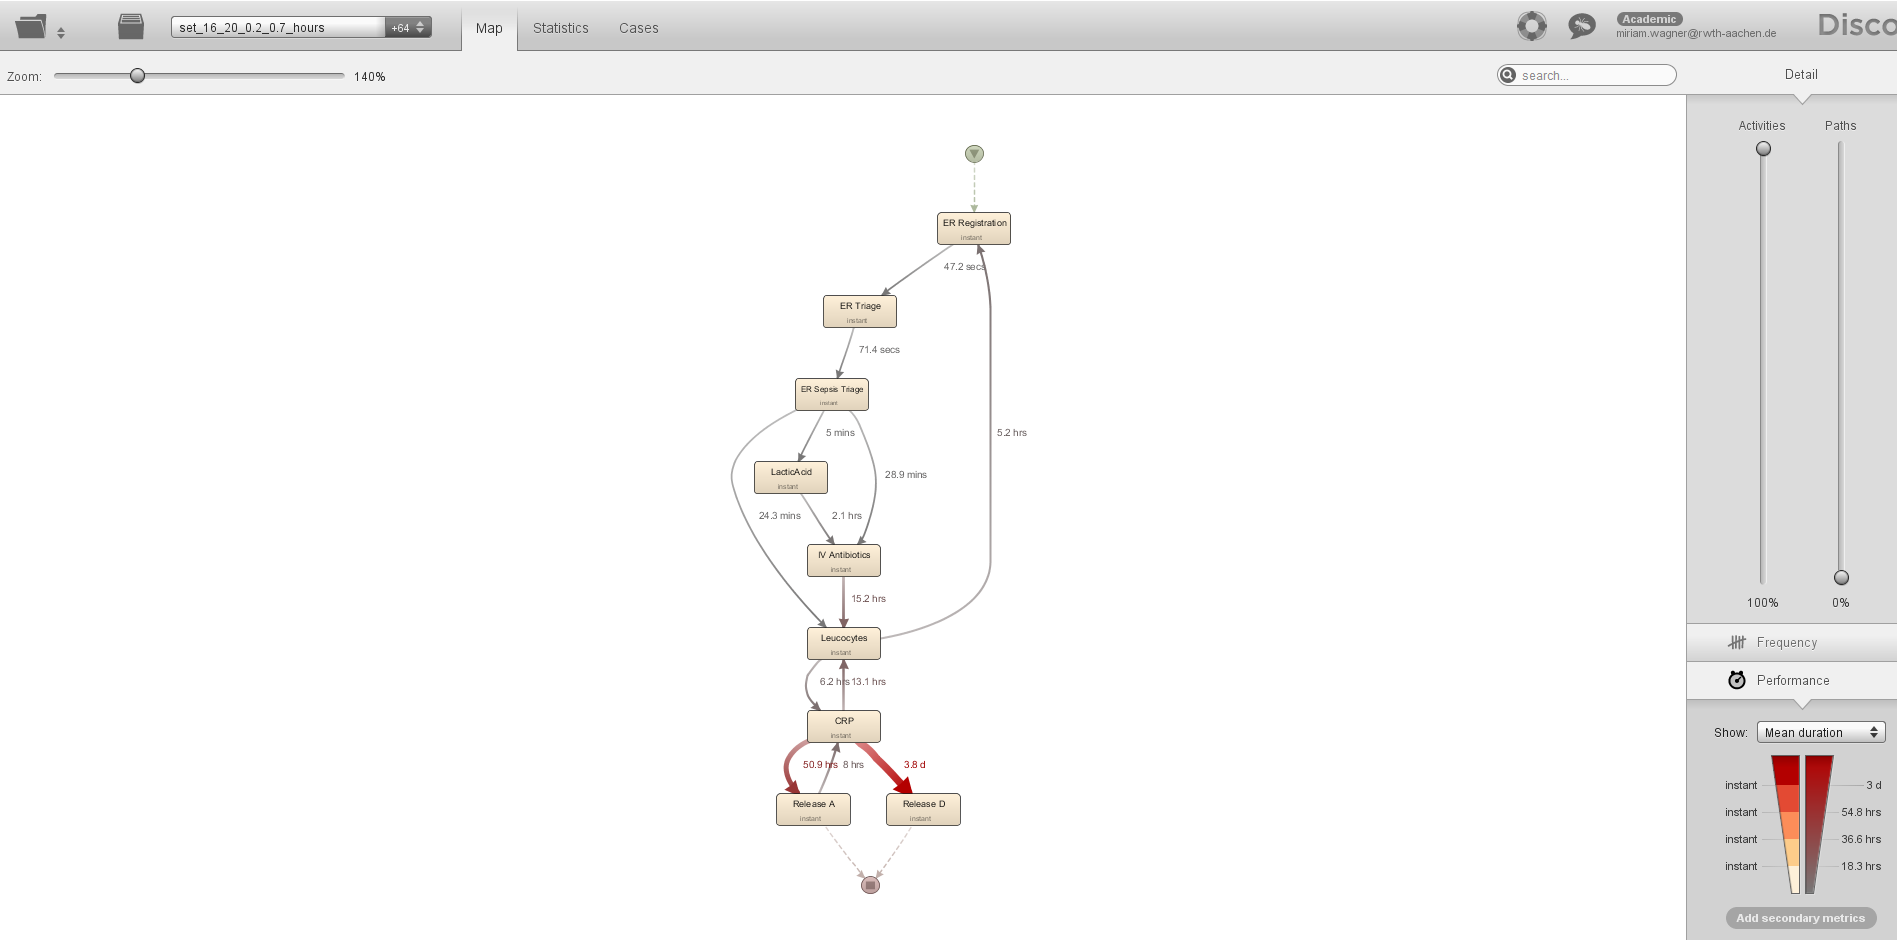 set_16_20_0.2_0.7_hours
+64
Map
Statistics
Cases
Academic
miriam.wagner@rwth-aachen.de
Disco
Zoom:
140%
search...
Detail
Activities
Paths
ER Registration
instant
47.2 secs
ER Triage
instant
71.4 secs
ER Sepsis Triage
instant
5 mins
5.2 hrs
LacticAcid
instant
28.9 mins
24.3 mins
2.1 hrs
IV Antibiotics
instant
15.2 hrs
Leucocytes
instant
6.2 hrs
13.1 hrs
CRP
instant
50.9 hrs
8 hrs
3.8 d
Release A
instant
Release D
instant
100%
0%
Frequency
Performance
Show:
Mean duration
instant
3 d
instant
54.8 hrs
instant
36.6 hrs
instant
18.3 hrs
Add secondary metrics